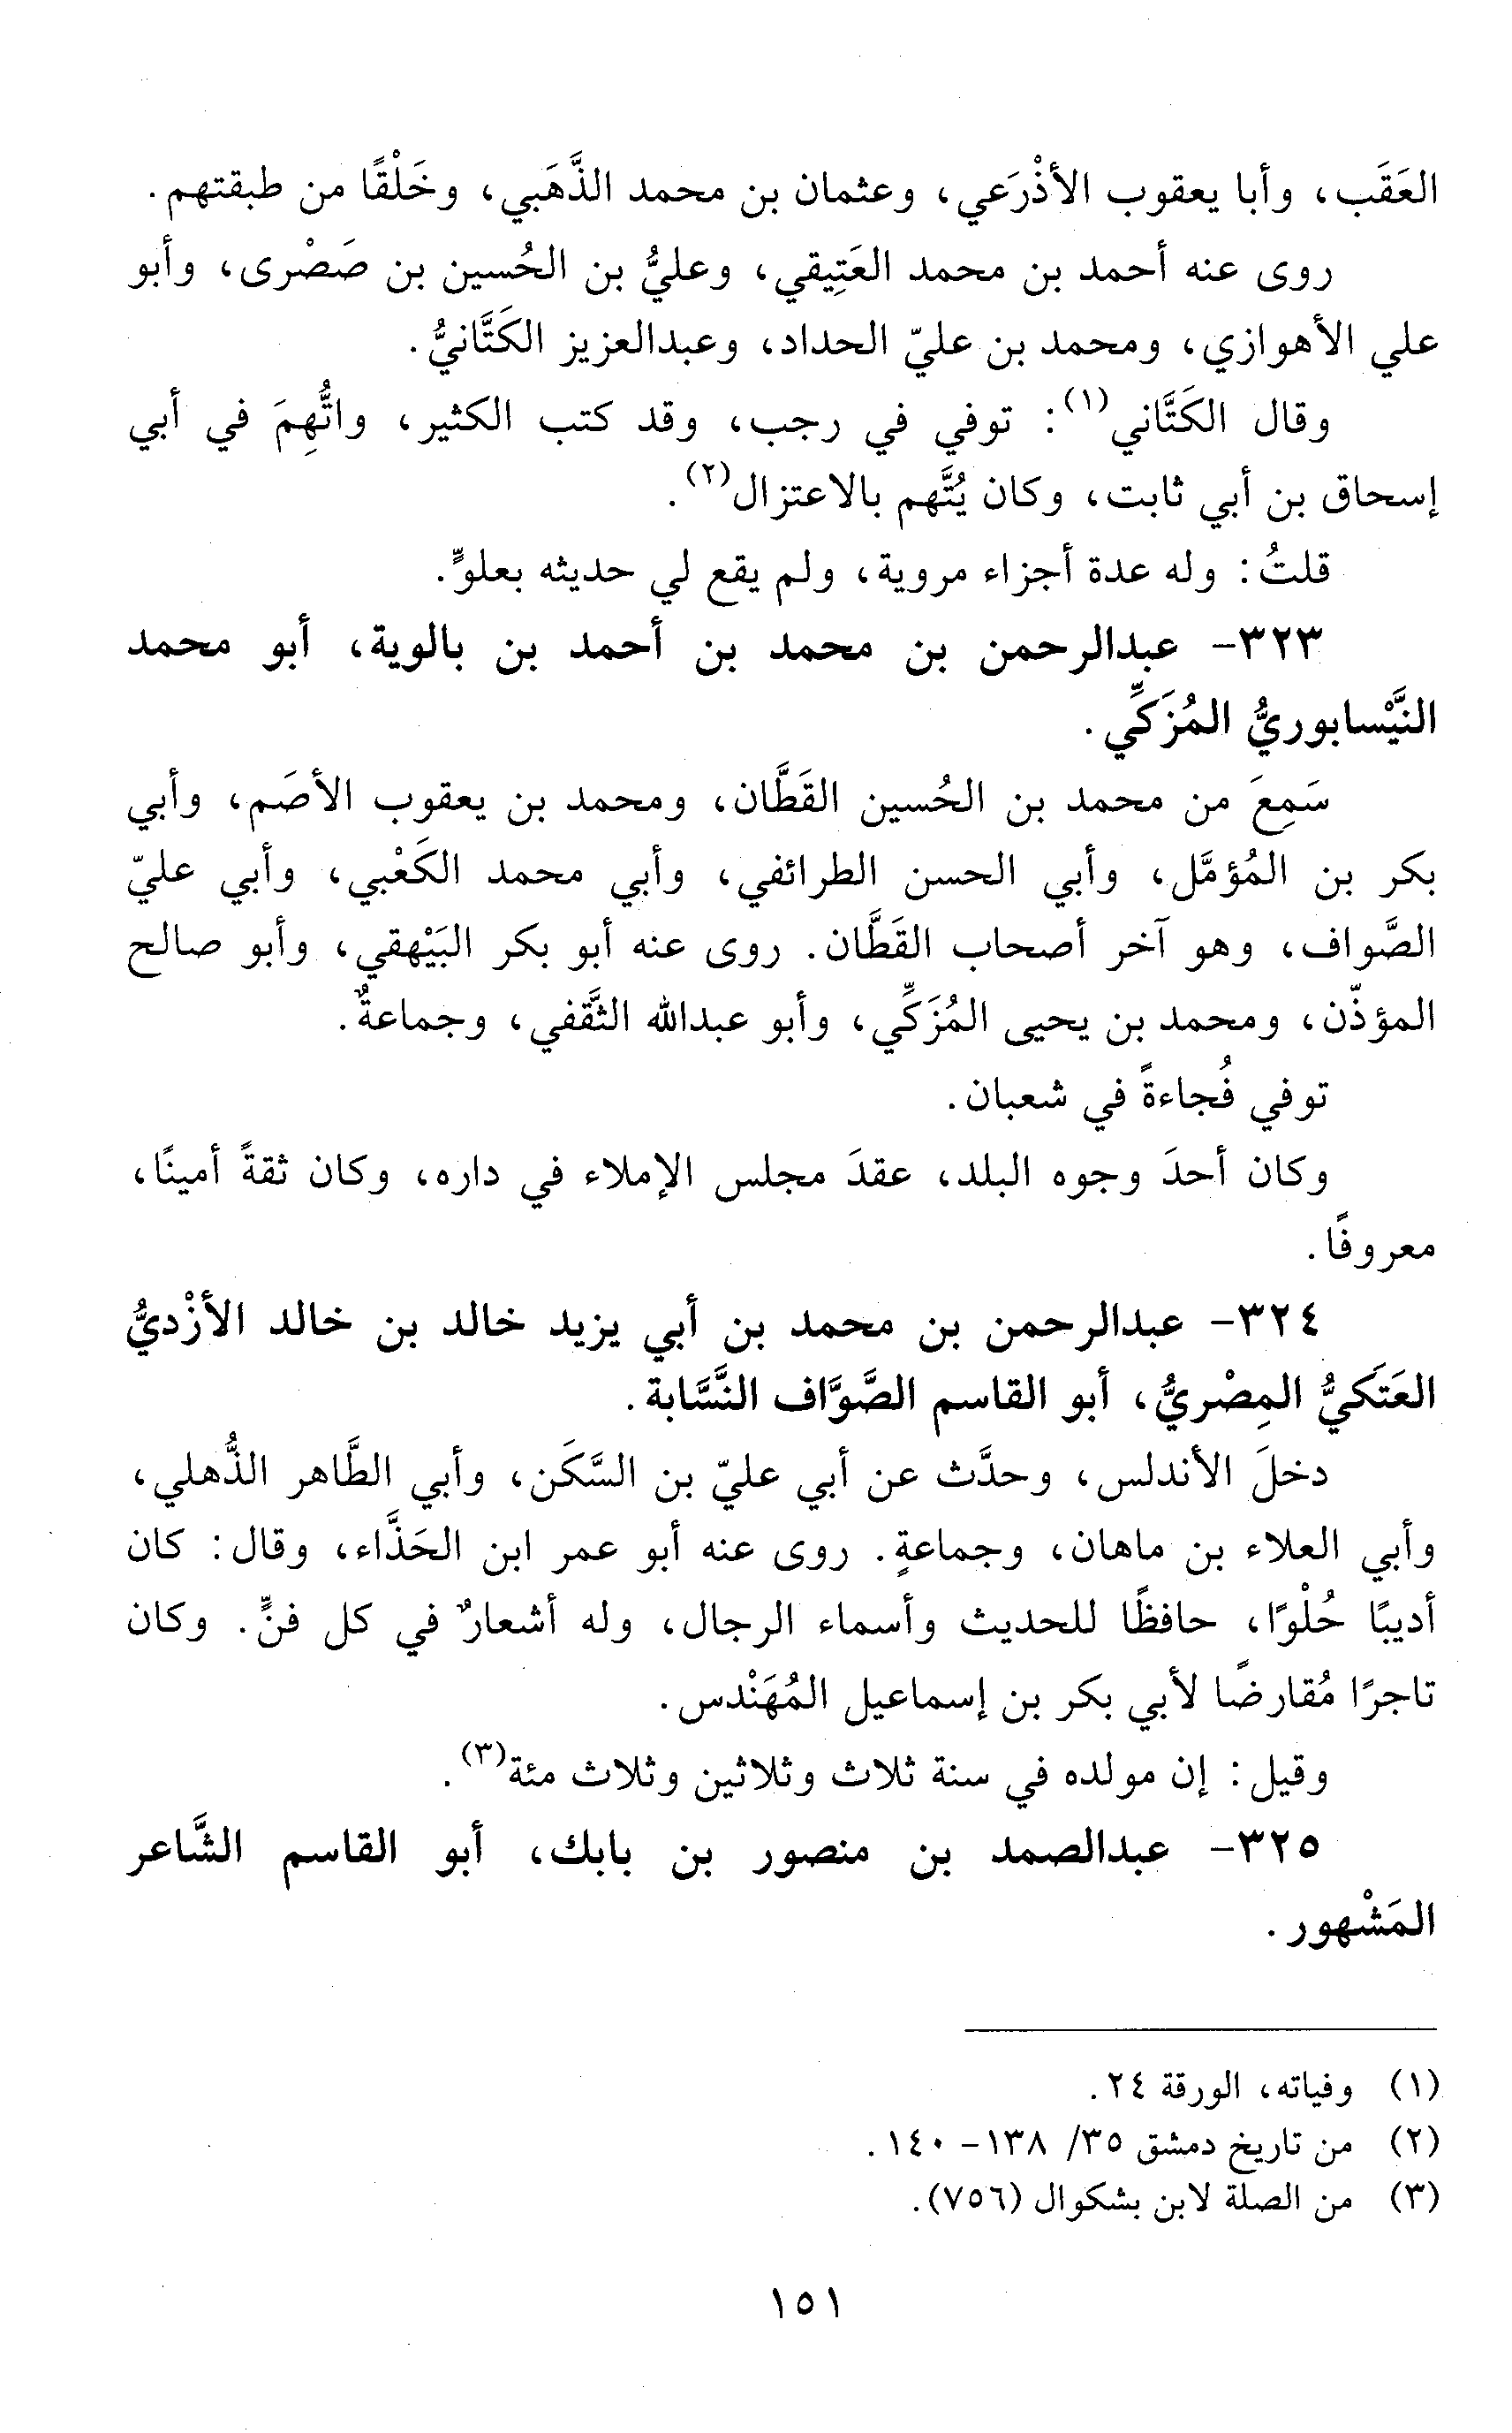 العَقَب، وأبا يعقوب الأذْرَعي، وعثمان بن محمد الذَّهَبي، وخَلْقًا من طبقتهم.
روى عنه أحمد بن محمد العَتِيقي، وعليُّ بن الحُسين بن صَصْرى، وأبو
علي الأهوازي، ومحمد بن عليّ الحداد، وعبدالعزيز الكَتَّانيُّ.
وقال الكَتَّاني(١): توفي في رجب، وقد كتب الكثير، واتُّهِمَ في أبي
إسحاق بن أبي ثابت، وكان يُتَّهم بالاعتزال(٢).
قلتُ: وله عدة أجزاء مروية، ولم يقع لي حديثه بعلوٍّ.
٣٢٣- عبدالرحمن بن محمد بن أحمد بن بالوية، أبو محمد
النَّيْسابوريُّ المُزَكِّي.
سَمِعَ من محمد بن الحُسين القَطَّان، ومحمد بن يعقوب الأصَم، وأبي
بكر بن المُؤمَّل، وأبي الحسن الطرائفي، وأبي محمد الكَعْبي، وأبي عليّ
الصَّواف، وهو آخر أصحاب القَطَّان. روى عنه أبو بكر البَيْهقي، وأبو صالح
المؤذّن، ومحمد بن يحيى المُزَكِّي، وأبو عبدالله الثَّقفي، وجماعةٌ.
توفي فُجاءةً في شعبان.
وكان أحدَ وجوه البلد، عقدَ مجلس الإملاء في داره، وكان ثقةً أمينًا،
معروفًا.
٣٢٤- عبدالرحمن بن محمد بن أبي يزيد خالد بن خالد الأزْديُّ
العَتَكيُّ المِصْريُّ، أبو القاسم الصَّوَّاف النَّسَّابة.
دخلَ الأندلس، وحدَّث عن أبي عليّ بن السَّكَن، وأبي الطَّاهر الذُّهلي،
وأبي العلاء بن ماهان، وجماعةٍ. روى عنه أبو عمر ابن الحَذَّاء، وقال: كان
أديبًا حُلْوًا، حافظًا للحديث وأسماء الرجال، وله أشعارٌ في كل فنٍّ. وكان
تاجرًا مُقارضًا لأبي بكر بن إسماعيل المُهَنْدس.
وقيل: إن مولده في سنة ثلاث وثلاثين وثلاث مئة(٣).
٣٢٥- عبدالصمد بن منصور بن بابك، أبو القاسم الشَّاعر
المَشْهور.
(١) وفياته، الورقة ٢٤.
(٢) من تاريخ دمشق ٣٥/ ١٣٨- ١٤٠.
(٣) من الصلة لابن بشكوال (٧٥٦).
١٥١